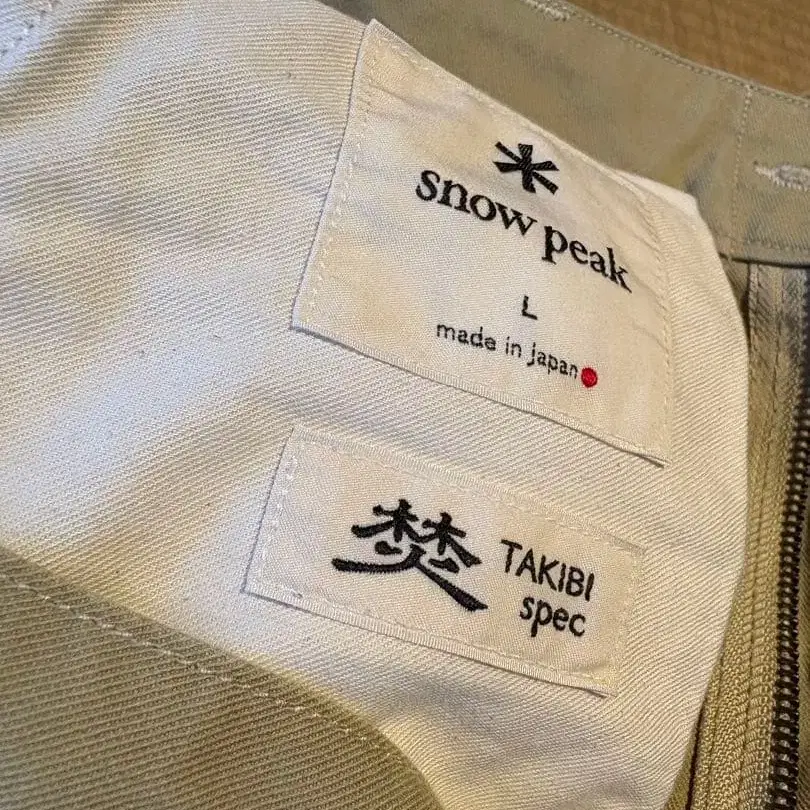 snow peak
L
made in japan
焚 TAKIBI
spec